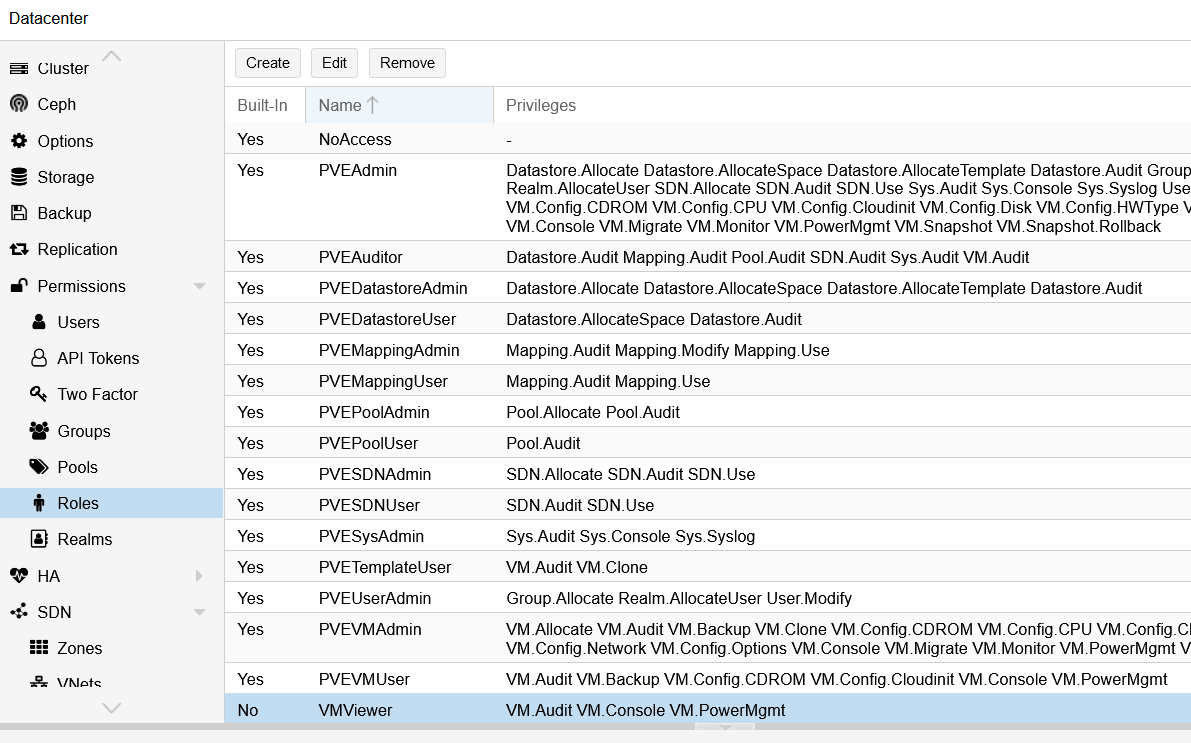 Datacenter
Cluster
Ceph
Options
Storage
Backup
Replication
Permissions
Users
API Tokens
Two Factor
Groups
Pools
Roles
Realms
HA
SDN
Zones
VNets
Create Edit Remove
Built-In Name Privileges
Yes NoAccess -
Yes PVEAdmin Datastore.Allocate Datastore.AllocateSpace Datastore.AllocateTemplate Datastore.Audit Group
Realm.AllocateUser SDN.Allocate SDN.Audit SDN.Use Sys.Audit Sys.Console Sys.Syslog Use
VM.Config.CDROM VM.Config.CPU VM.Config.Cloudinit VM.Config.Disk VM.Config.HWType V
VM.Console VM.Migrate VM.Monitor VM.PowerMgmt VM.Snapshot VM.Snapshot.Rollback
Yes PVEAuditor Datastore.Audit Mapping.Audit Pool.Audit SDN.Audit Sys.Audit VM.Audit
Yes PVEDatastoreAdmin Datastore.Allocate Datastore.AllocateSpace Datastore.AllocateTemplate Datastore.Audit
Yes PVEDatastoreUser Datastore.AllocateSpace Datastore.Audit
Yes PVEMappingAdmin Mapping.Audit Mapping.Modify Mapping.Use
Yes PVEMappingUser Mapping.Audit Mapping.Use
Yes PVEPoolAdmin Pool.Allocate Pool.Audit
Yes PVEPoolUser Pool.Audit
Yes PVESDNAdmin SDN.Allocate SDN.Audit SDN.Use
Yes PVESDNUser SDN.Audit SDN.Use
Yes PVESysAdmin Sys.Audit Sys.Console Sys.Syslog
Yes PVETemplateUser VM.Audit VM.Clone
Yes PVEUserAdmin Group.Allocate Realm.AllocateUser User.Modify
Yes PVEVMAdmin VM.Allocate VM.Audit VM.Backup VM.Clone VM.Config.CDROM VM.Config.CPU VM.Config.Cl
VM.Config.Network VM.Config.Options VM.Console VM.Migrate VM.Monitor VM.PowerMgmt V
Yes PVEVMUser VM.Audit VM.Backup VM.Config.CDROM VM.Config.Cloudinit VM.Console VM.PowerMgmt
No VMViewer VM.Audit VM.Console VM.PowerMgmt